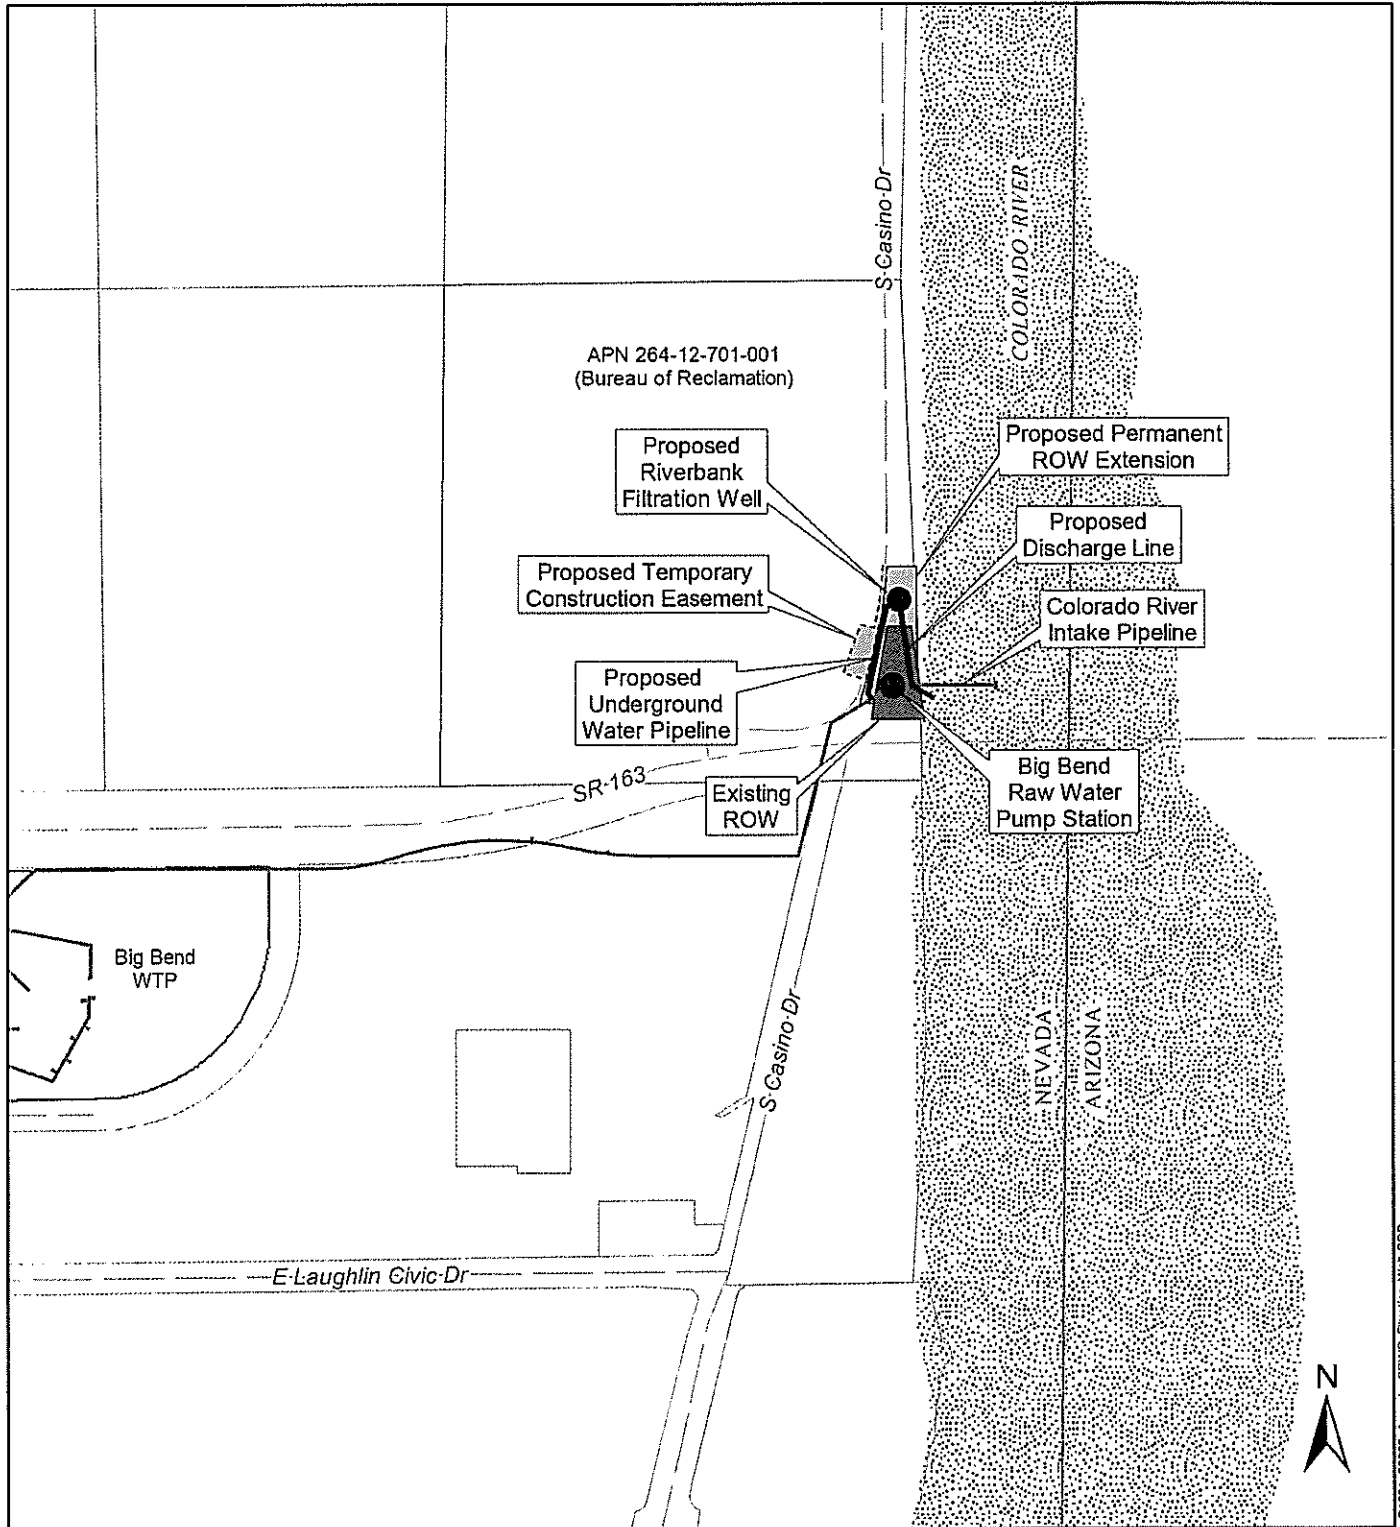 S Casino Dr
COLORADO RIVER
APN 264-12-701-001
(Bureau of Reclamation)
Proposed
Riverbank
Filtration Well
Proposed Permanent
ROW Extension
Proposed
Discharge Line
Proposed Temporary
Construction Easement
Colorado River
Intake Pipeline
Proposed
Underground
Water Pipeline
SR-163
Existing
ROW
Big Bend
Raw Water
Pump Station
Big Bend
WTP
NEVADA
ARIZONA
S Casino Dr
E Laughlin Civic Dr
N